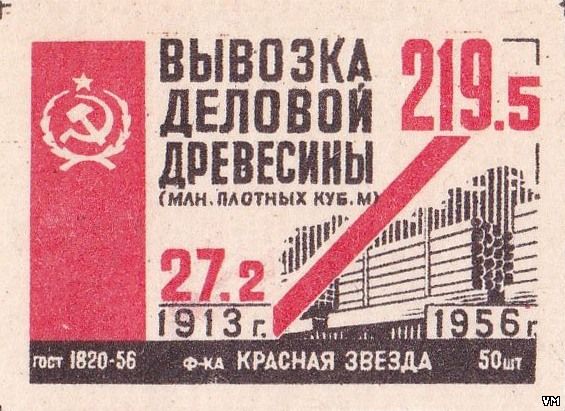 ВЫВОЗКА
ДЕЛОВОЙ
ДРЕВЕСИНЫ
(МЛН. ПЛОТНЫХ КУБ. М)
219.5
27.2
1913 г.
1956 г.
ГОСТ 1820-56 Ф-КА КРАСНАЯ ЗВЕЗДА 50 ШТ
VM